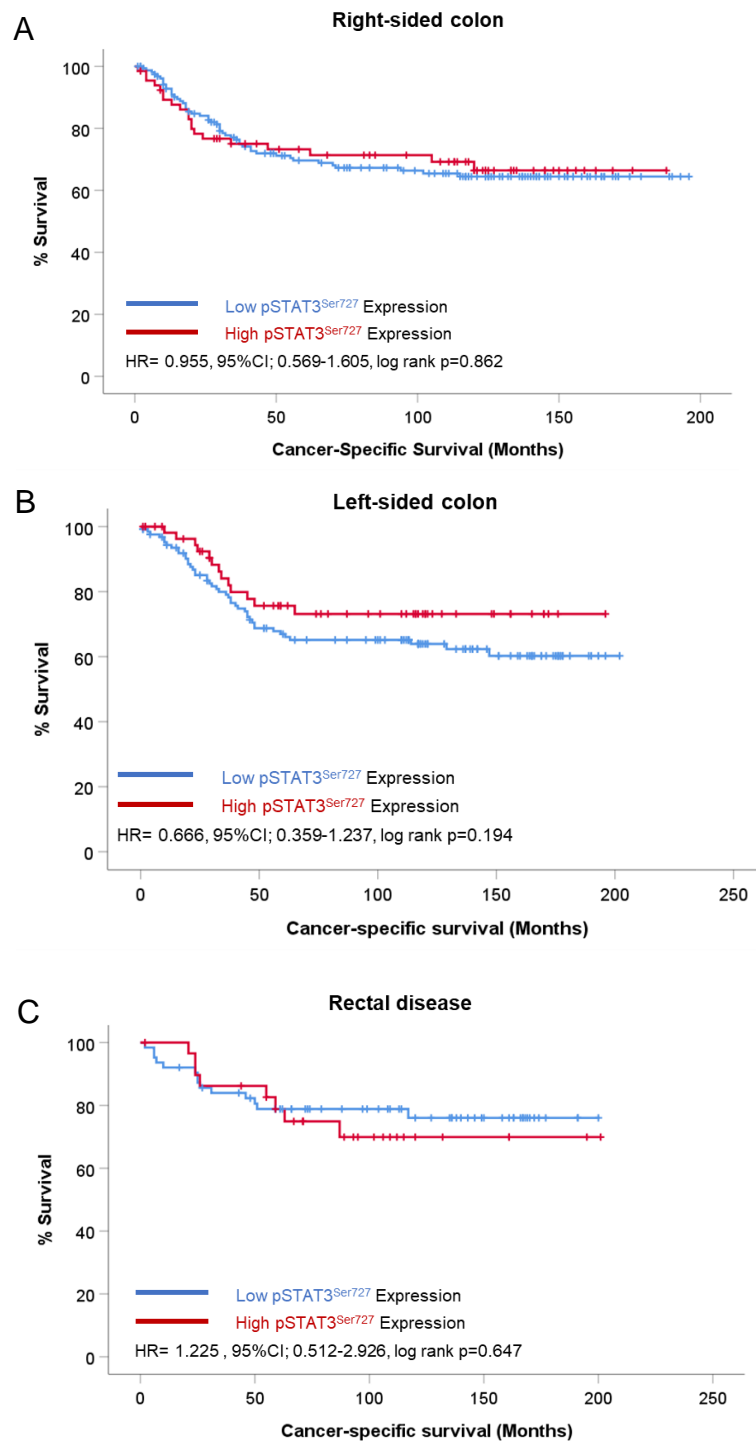 A
Right-sided colon
100
80
60
40
20
0
% Survival
Low pSTAT3Ser727 Expression
High pSTAT3Ser727 Expression
HR= 0.955, 95%CI; 0.569-1.605, log rank p=0.862
0 50 100 150 200
Cancer-Specific Survival (Months)
B
Left-sided colon
100
80
60
40
20
0
% Survival
Low pSTAT3Ser727 Expression
High pSTAT3Ser727 Expression
HR= 0.666, 95%CI; 0.359-1.237, log rank p=0.194
0 50 100 150 200 250
Cancer-specific survival (Months)
C
Rectal disease
100
80
60
40
20
0
% Survival
Low pSTAT3Ser727 Expression
High pSTAT3Ser727 Expression
HR= 1.225 , 95%CI; 0.512-2.926, log rank p=0.647
0 50 100 150 200 250
Cancer-specific survival (Months)